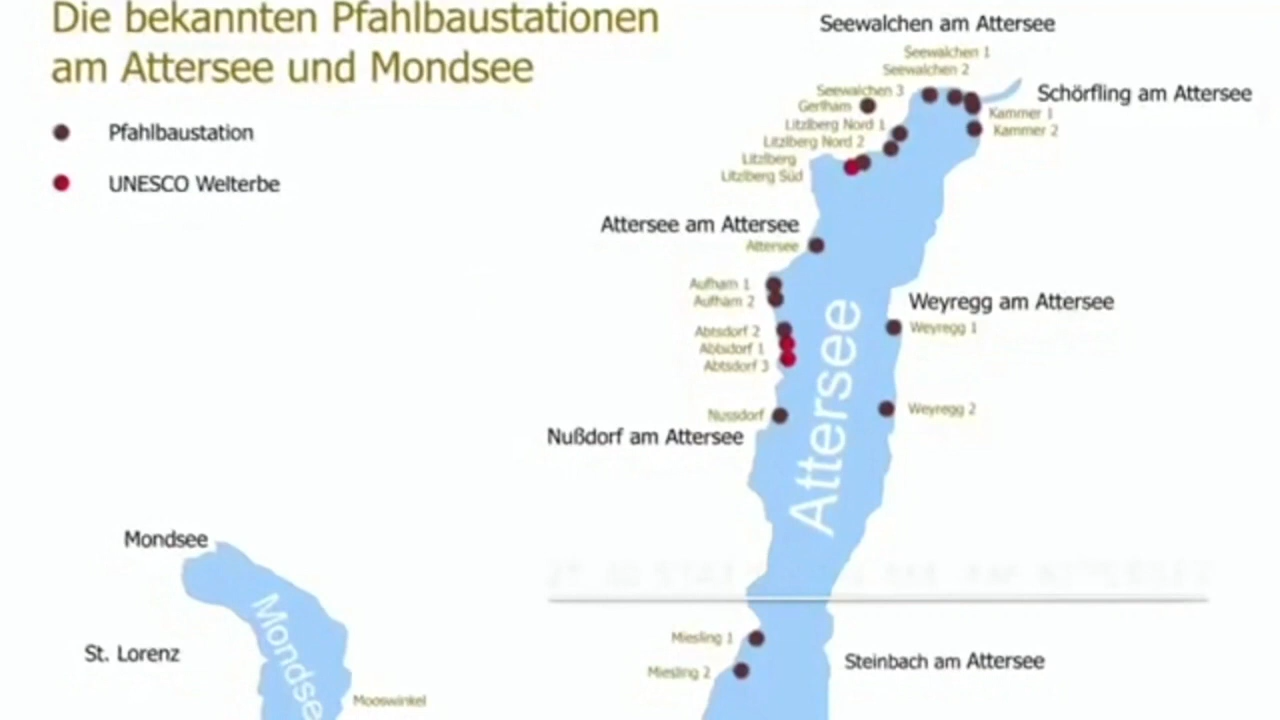 Die bekannten Pfahlbaustationen
am Attersee und Mondsee
Pfahlbaustation
UNESCO Welterbe
Seewalchen am Attersee
Seewalchen 1
Seewalchen 2
Seewalchen 3
Gerlham
Litzlberg Nord 1
Litzlberg Nord 2
Litzlberg
Litzlberg Süd
Schörfling am Attersee
Kammer 1
Kammer 2
Attersee am Attersee
Attersee
Aufham 1
Aufham 2
Abtsdorf 2
Abtsdorf 1
Abtsdorf 3
Weyregg am Attersee
Weyregg 1
Weyregg 2
Nussdorf
Nußdorf am Attersee
Attersee
Mondsee
Mondse
St. Lorenz
Mooswinkel
Miesling 1
Miesling 2
Steinbach am Attersee